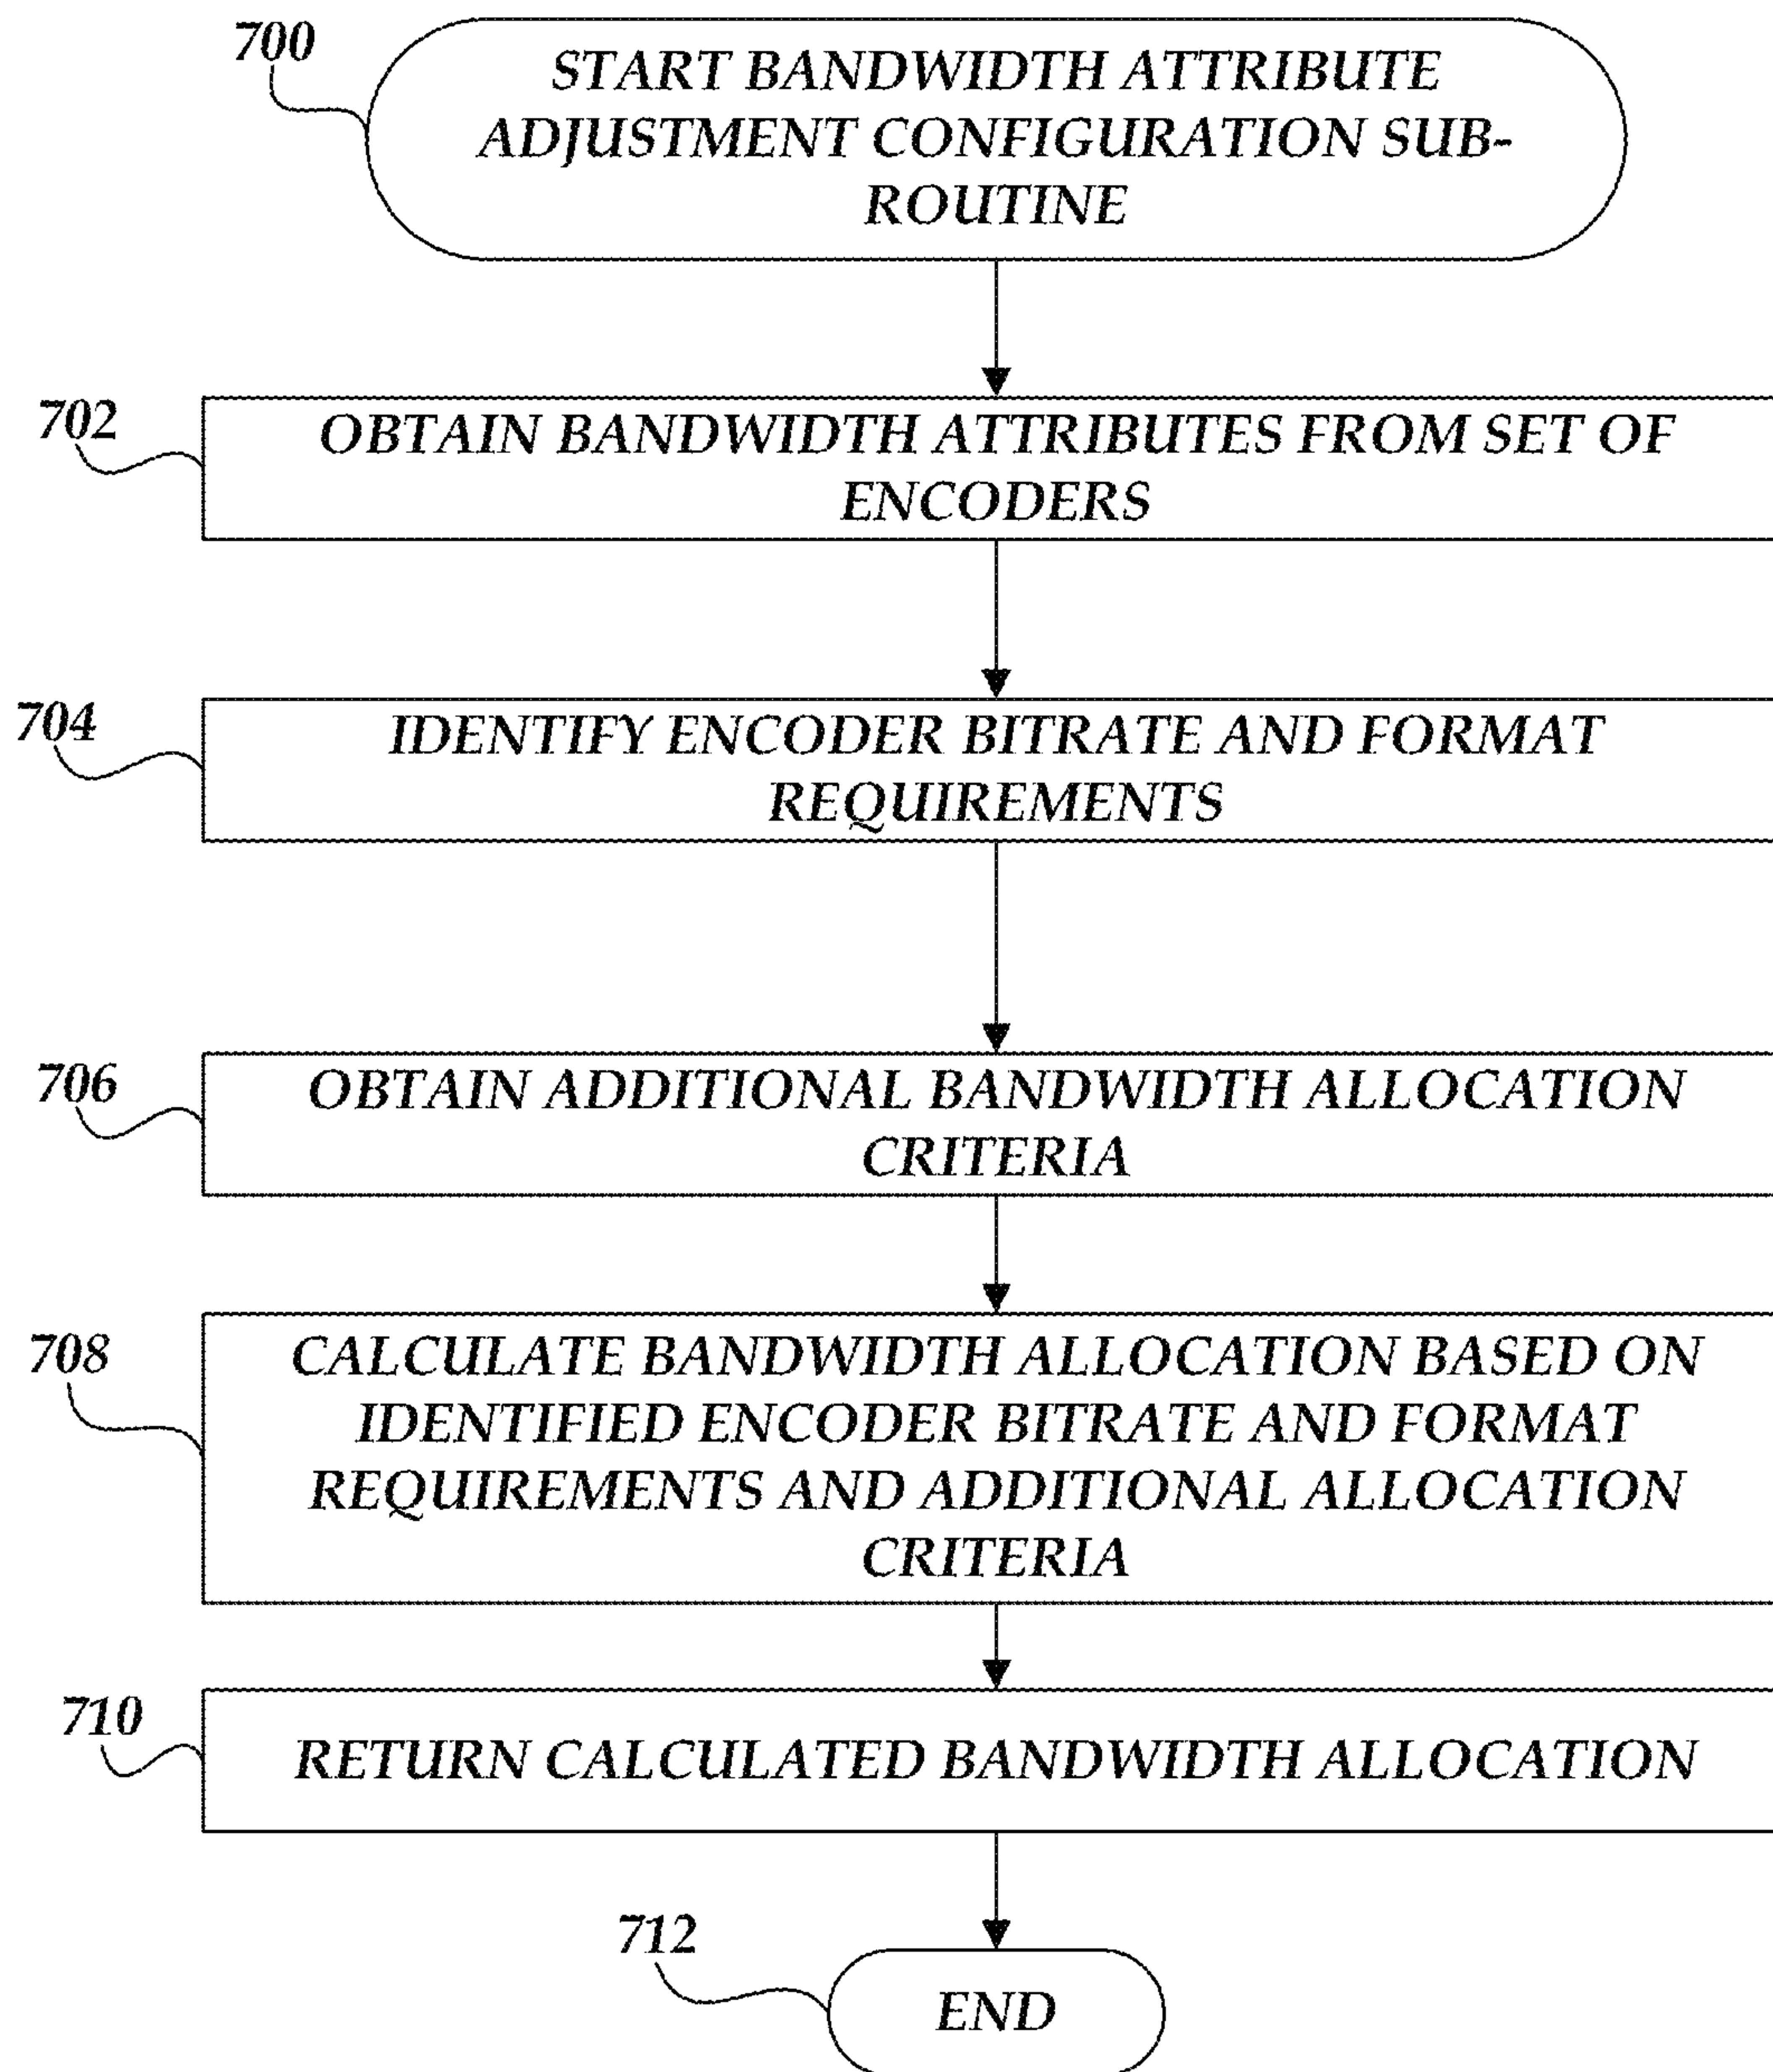 700
START BANDWIDTH ATTRIBUTE
ADJUSTMENT CONFIGURATION SUB-
ROUTINE
702
OBTAIN BANDWIDTH ATTRIBUTES FROM SET OF
ENCODERS
704
IDENTIFY ENCODER BITRATE AND FORMAT
REQUIREMENTS
706
OBTAIN ADDITIONAL BANDWIDTH ALLOCATION
CRITERIA
708
CALCULATE BANDWIDTH ALLOCATION BASED ON
IDENTIFIED ENCODER BITRATE AND FORMAT
REQUIREMENTS AND ADDITIONAL ALLOCATION
CRITERIA
710
RETURN CALCULATED BANDWIDTH ALLOCATION
712
END